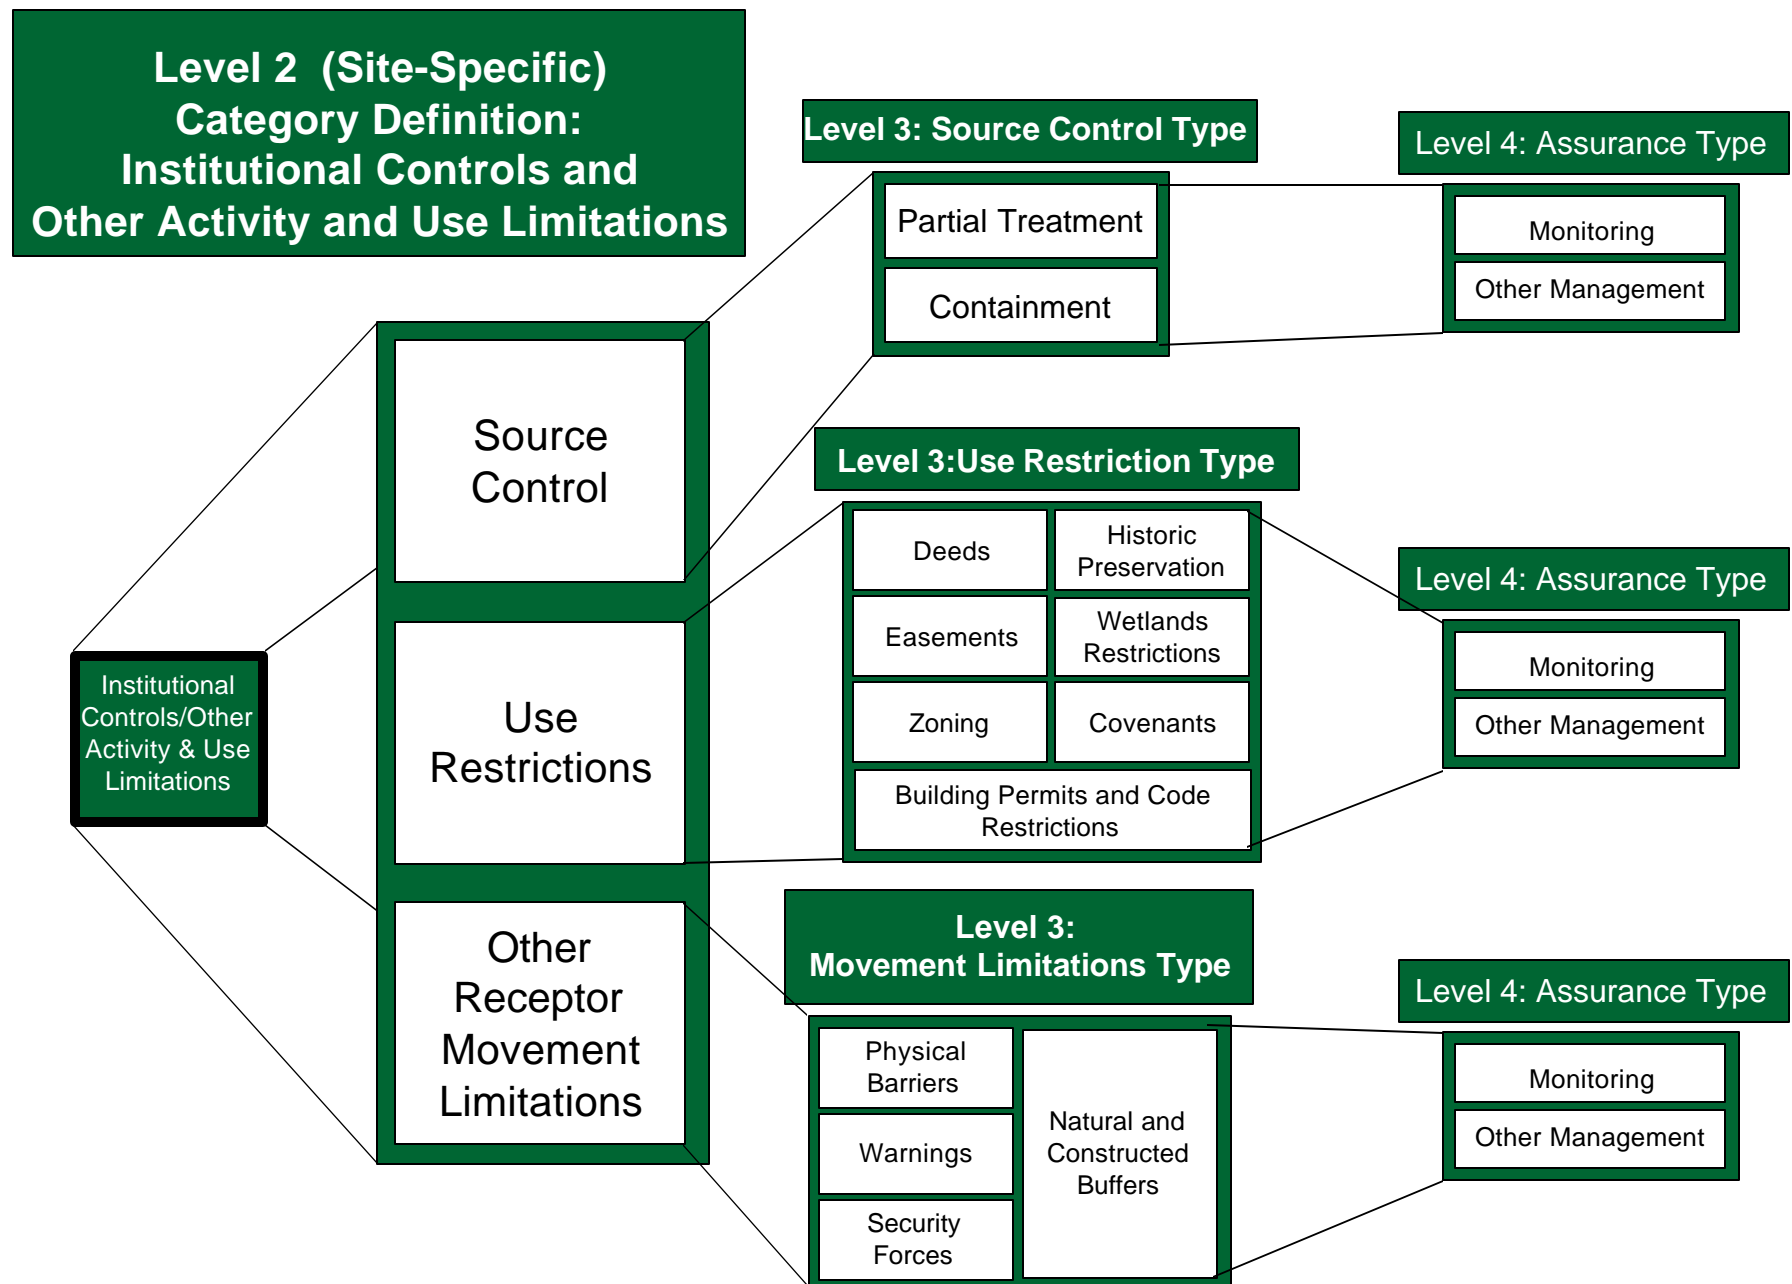 Level 2 (Site-Specific)
Category Definition:
Institutional Controls and
Other Activity and Use Limitations
Institutional
Controls/Other
Activity & Use
Limitations
Source
Control
Use
Restrictions
Other
Receptor
Movement
Limitations
Level 3: Source Control Type
Partial Treatment
Containment
Level 4: Assurance Type
Monitoring
Other Management
Level 3:Use Restriction Type
Deeds
Historic
Preservation
Easements
Wetlands
Restrictions
Zoning
Covenants
Building Permits and Code
Restrictions
Level 4: Assurance Type
Monitoring
Other Management
Level 3:
Movement Limitations Type
Physical
Barriers
Warnings
Security
Forces
Natural and
Constructed
Buffers
Level 4: Assurance Type
Monitoring
Other Management